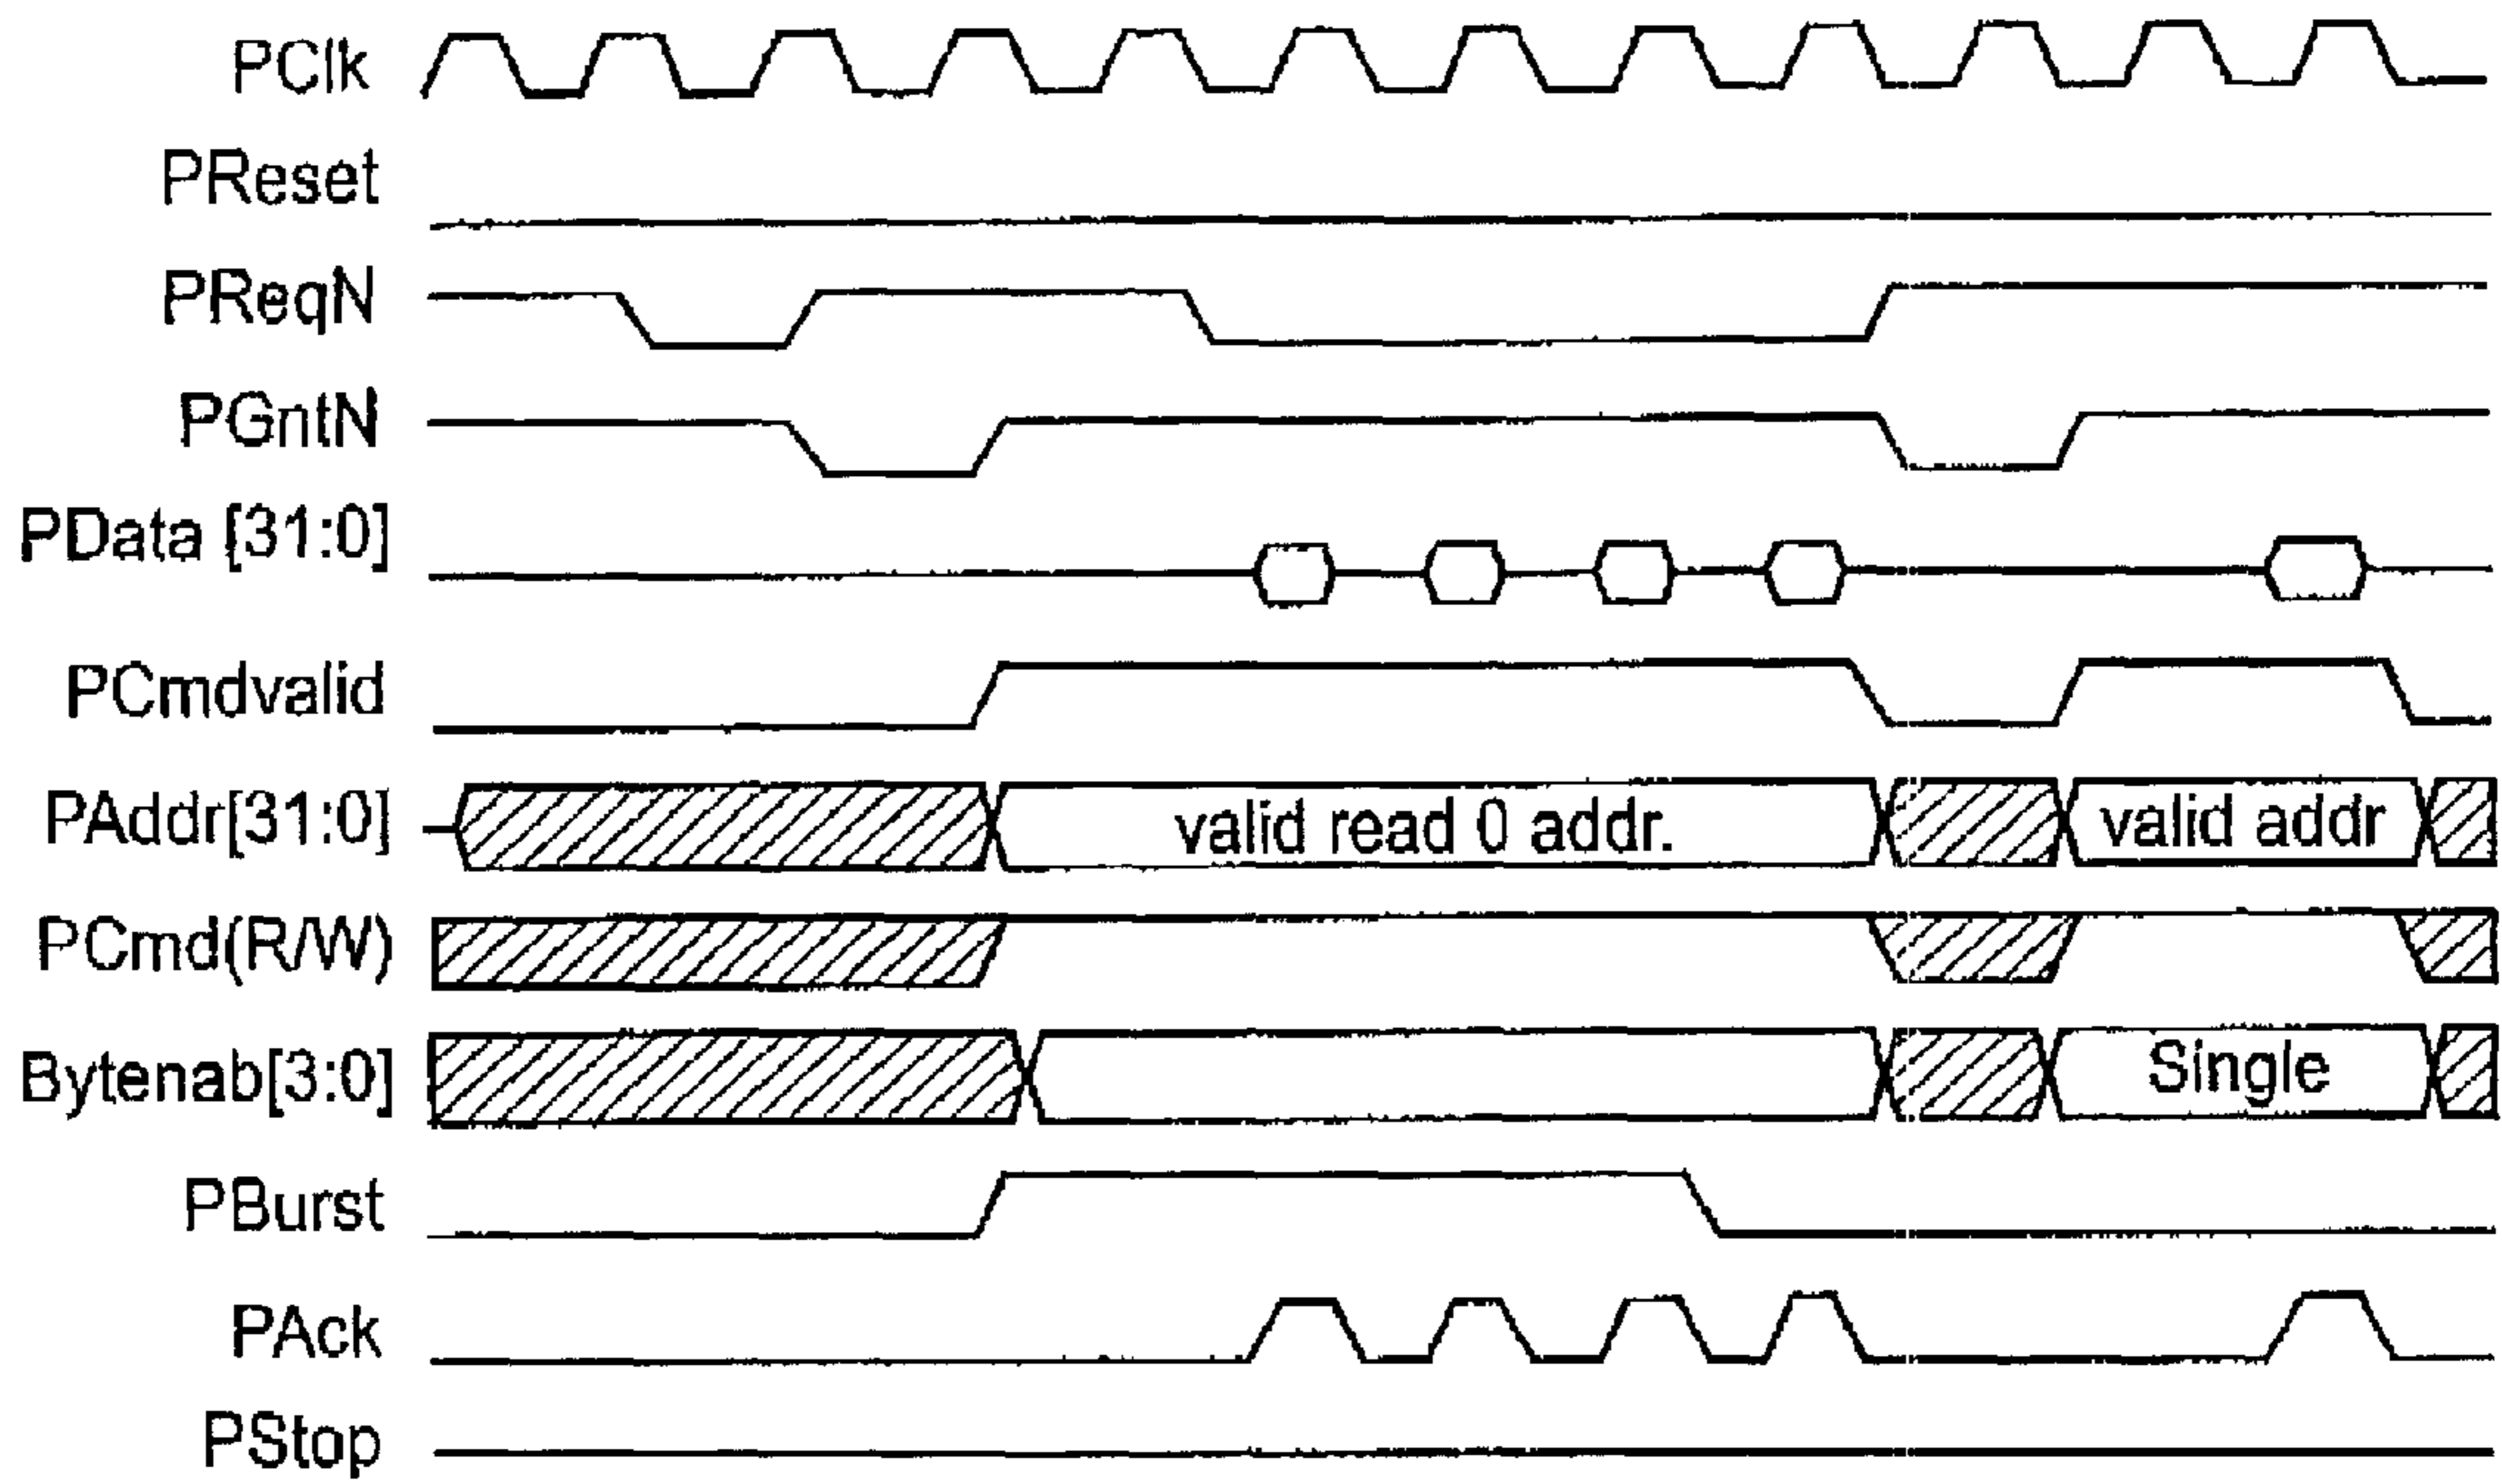 PClk
PReset
PReqN
PGntN
PData [31:0]
PCmdvalid
PAddr[31:0] valid read 0 addr. valid addr
PCmd(R/W)
Bytenab[3:0] Single
PBurst
PAck
PStop